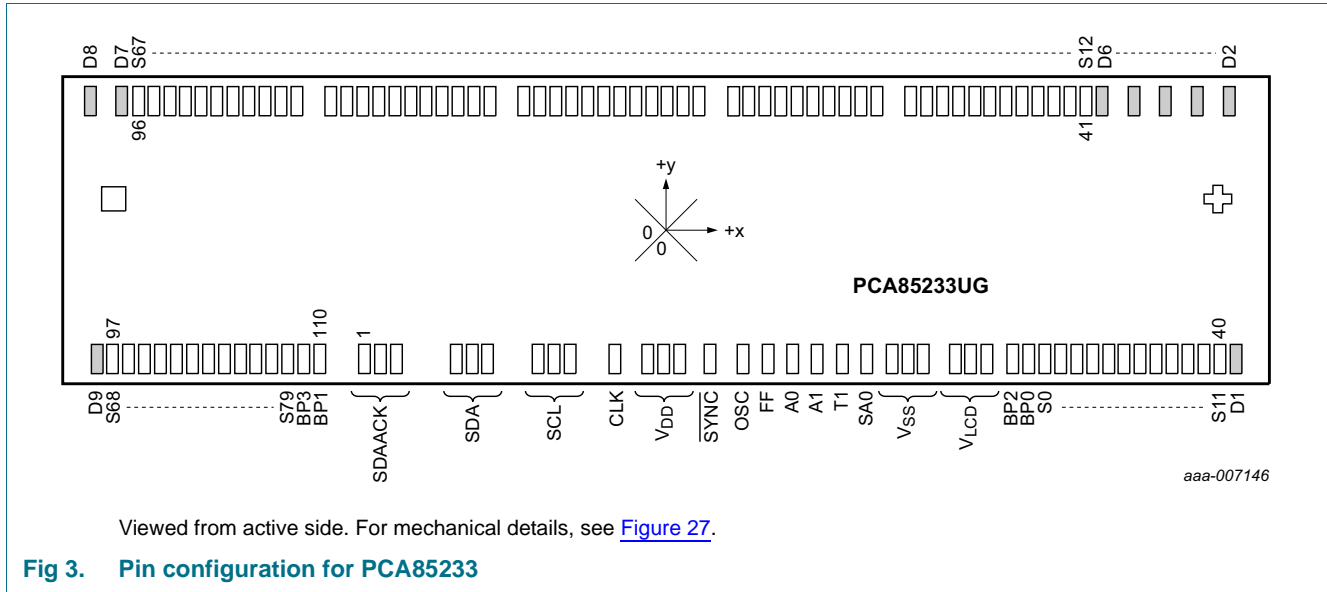 D8 D7 S67 S12 D6 D2
96 41
+y
0 +x
0
PCA85233UG
97 110 1 40
D9 S68 S79 BP3 BP1 SDAACK SDA SCL CLK VDD SYNC OSC FF A0 A1 T1 SA0 VSS VLCD BP2 BP0 S0 S11 D1
aaa-007146
Viewed from active side. For mechanical details, see Figure 27.
Fig 3. Pin configuration for PCA85233